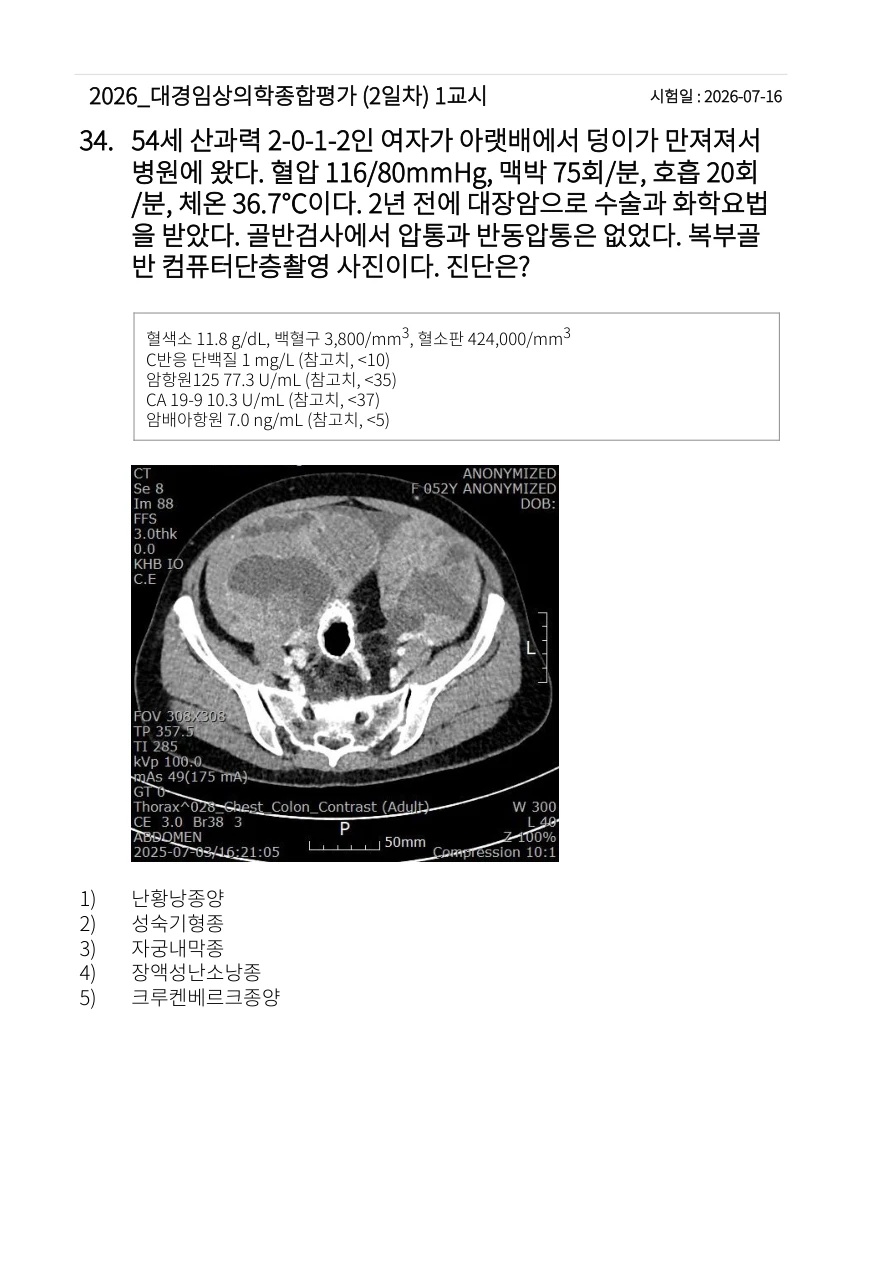 2026_대경임상의학종합평가 (2일차) 1교시
시험일 : 2026-07-16
34. 54세 산과력 2-0-1-2인 여자가 아랫배에서 덩이가 만져져서
병원에 왔다. 혈압 116/80mmHg, 맥박 75회/분, 호흡 20회
/분, 체온 36.7°C이다. 2년 전에 대장암으로 수술과 화학요법
을 받았다. 골반검사에서 압통과 반동압통은 없었다. 복부골
반 컴퓨터단층촬영 사진이다. 진단은?
혈색소 11.8 g/dL, 백혈구 3,800/mm3, 혈소판 424,000/mm3
C반응 단백질 1 mg/L (참고치, <10)
암항원125 77.3 U/mL (참고치, <35)
CA 19-9 10.3 U/mL (참고치, <37)
암배아항원 7.0 ng/mL (참고치, <5)
CT
Se 8
Im 88
FFS
3.0thk
0.0
KHB IO
C.E
ANONYMIZED
F 052Y ANONYMIZED
DOB:
L
FOV 308X308
TP 357.5
TI 285
kVp 100.0
mAs 49(175 mA)
GT 0
Thorax^028_Chest_Colon_Contrast (Adult)
CE 3.0 Br38 3
ABDOMEN
2025-07-03/16:21:05
P
50mm
W 300
L 40
Z 100%
Compression 10:1
1) 난황낭종양
2) 성숙기형종
3) 자궁내막종
4) 장액성난소낭종
5) 크루켄베르크종양